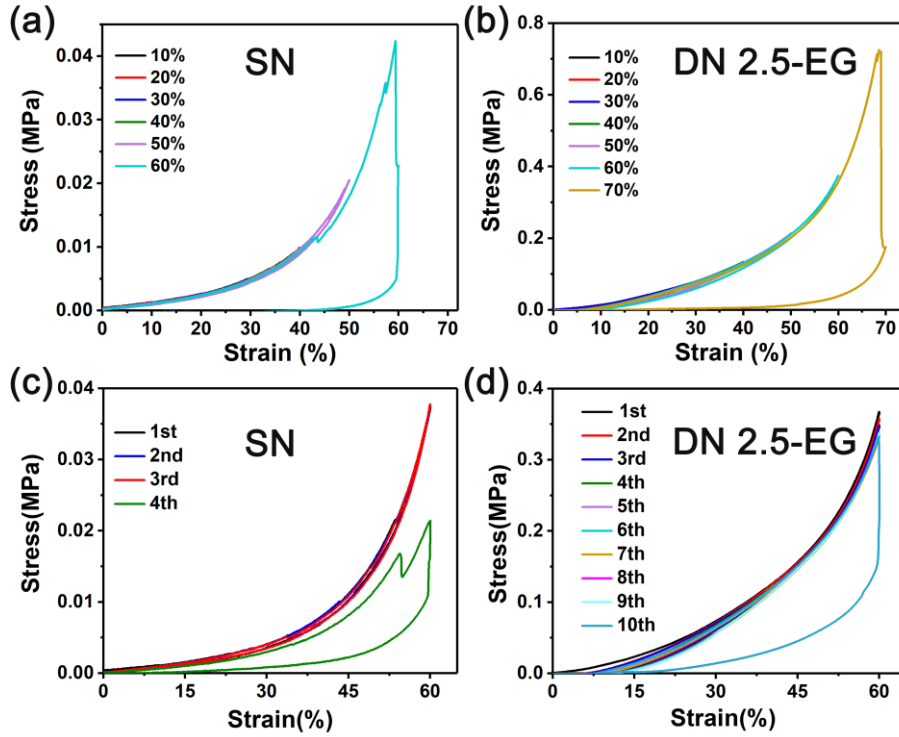 (a)
SN
10%
20%
30%
40%
50%
60%
0.04
0.03
0.02
0.01
0.00
Stress (MPa)
0 10 20 30 40 50 60 70
Strain (%)
(b)
DN 2.5-EG
10%
20%
30%
40%
50%
60%
70%
0.8
0.6
0.4
0.2
0.0
Stress (MPa)
0 10 20 30 40 50 60 70
Strain (%)
(c)
SN
1st
2nd
3rd
4th
0.04
0.03
0.02
0.01
0.00
Stress(MPa)
0 15 30 45 60
Strain(%)
(d)
DN 2.5-EG
1st
2nd
3rd
4th
5th
6th
7th
8th
9th
10th
0.4
0.3
0.2
0.1
0.0
Stress(MPa)
0 15 30 45 60
Strain(%)